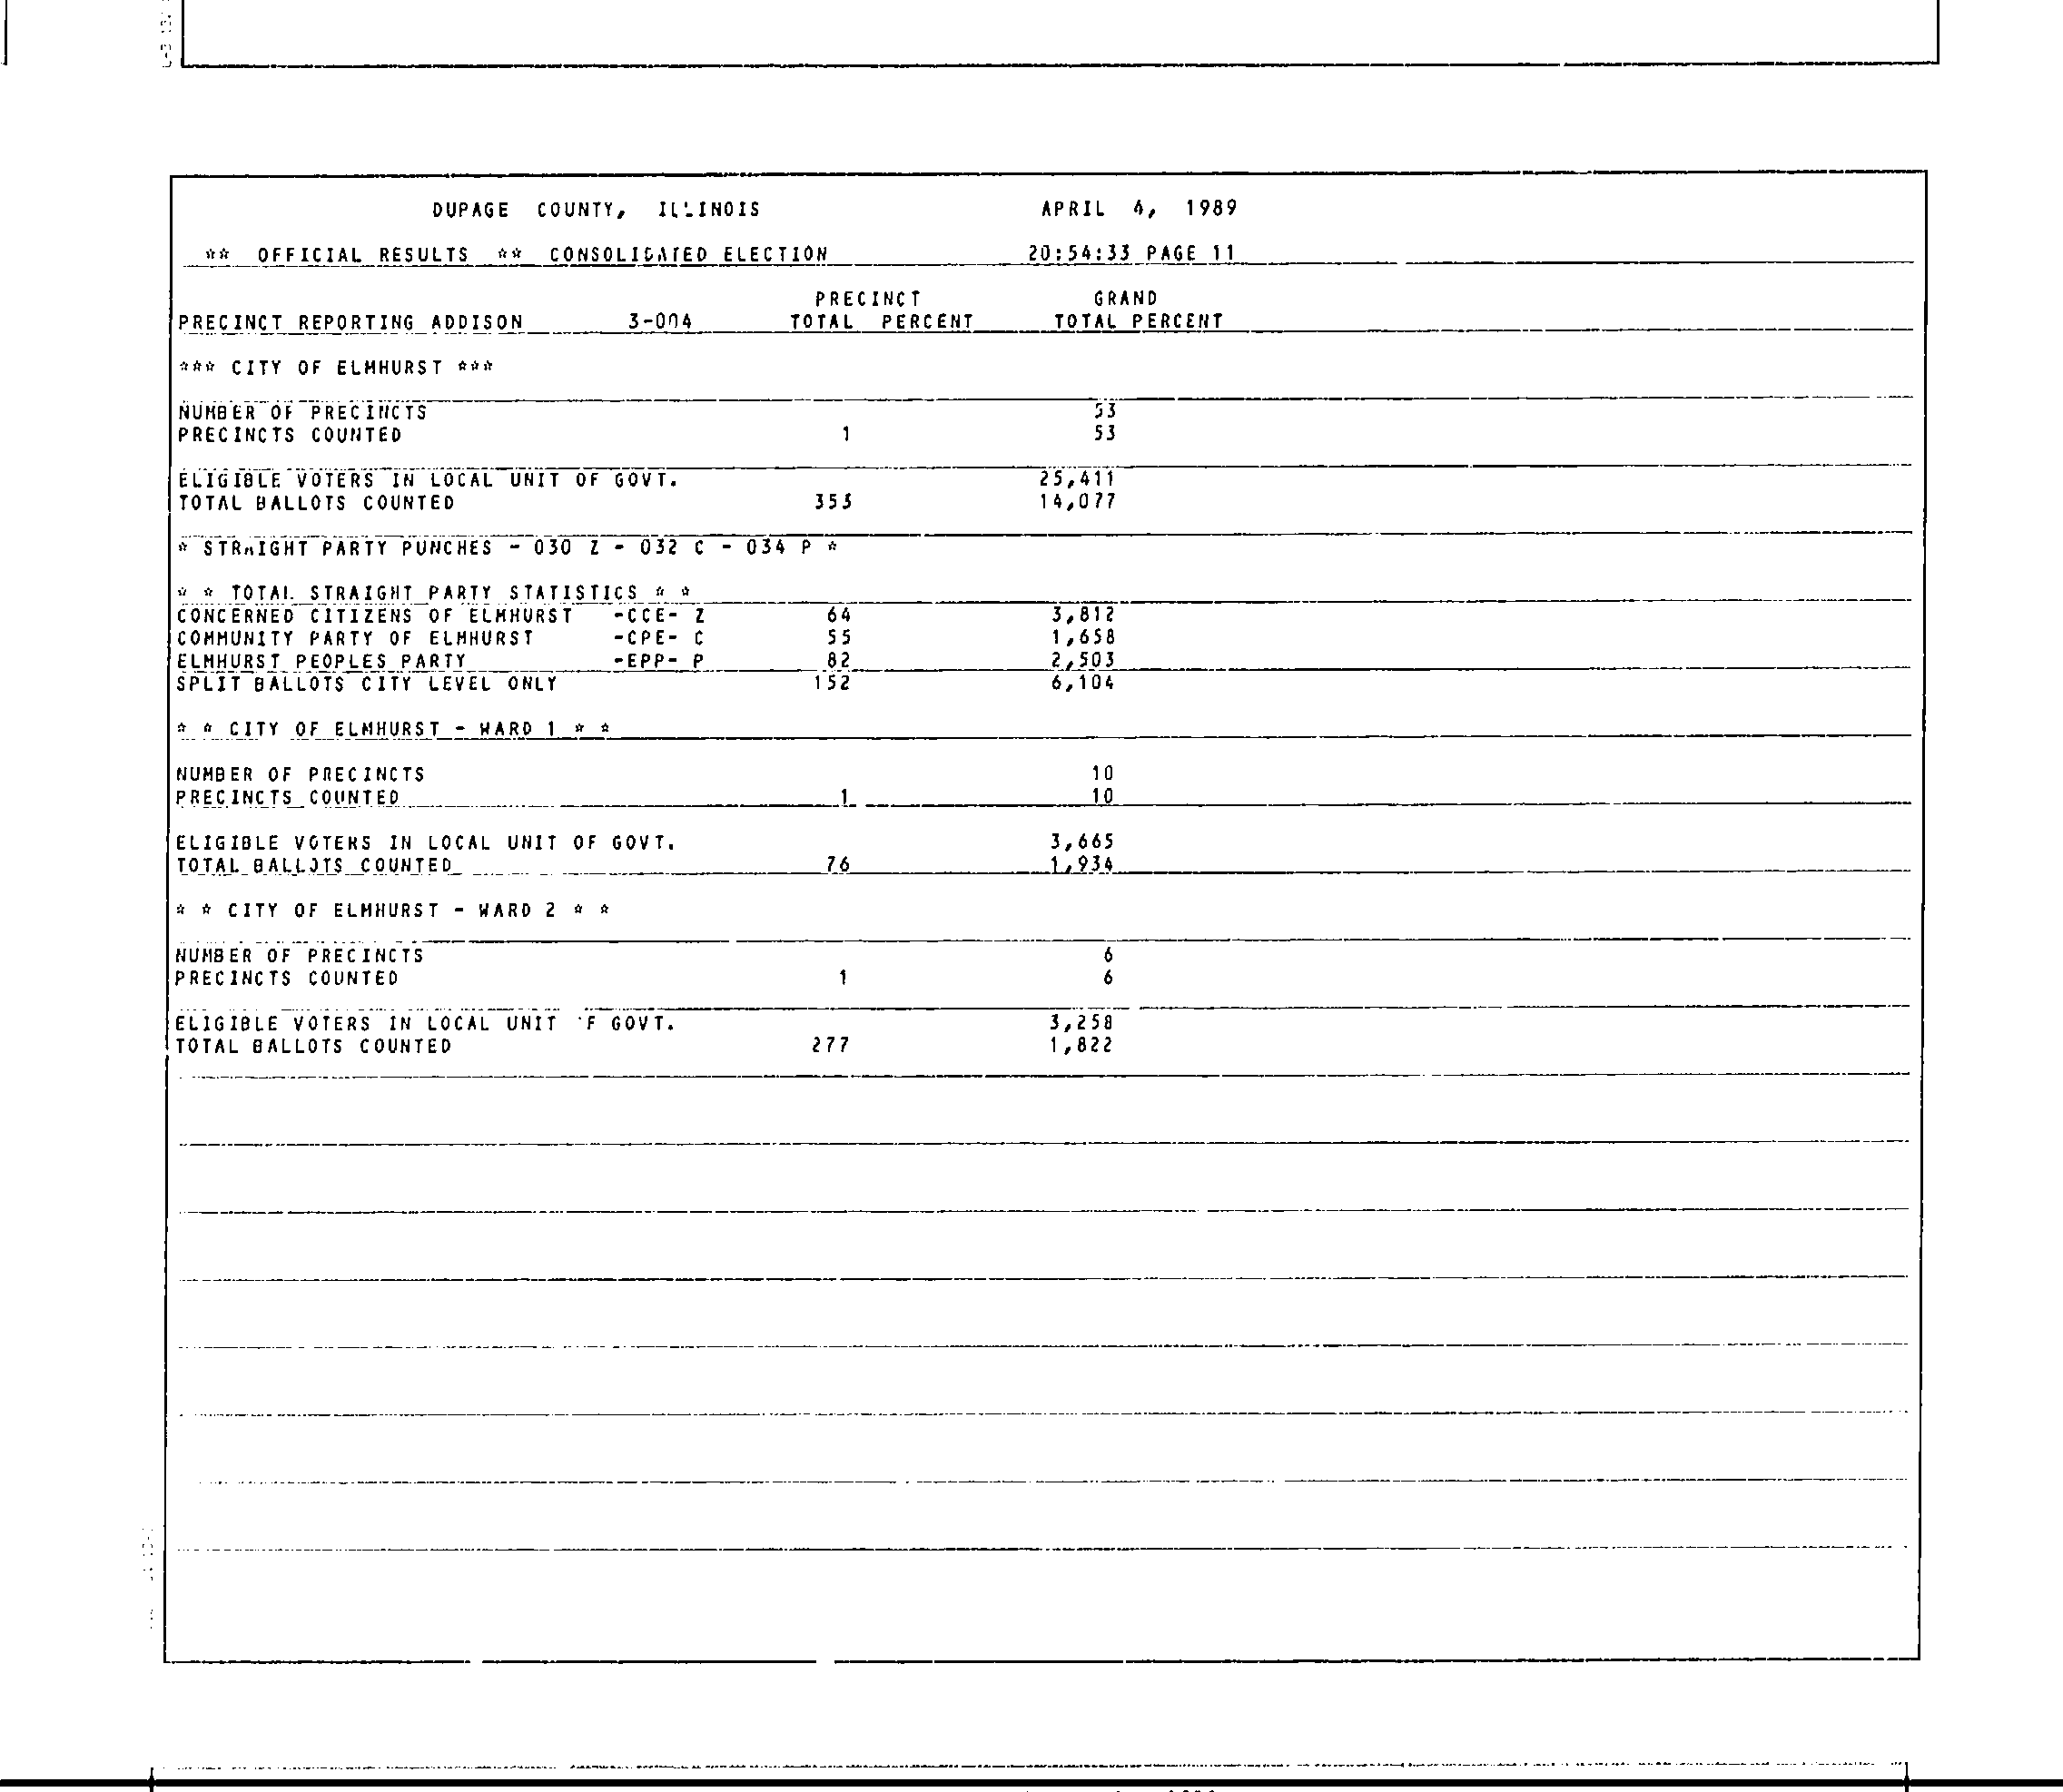 DUPAGE COUNTY, ILLINOIS APRIL 4, 1989
** OFFICIAL RESULTS ** CONSOLIDATED ELECTION 20:54:33 PAGE 11
PRECINCT GRAND
PRECINCT REPORTING ADDISON 3-004 TOTAL PERCENT TOTAL PERCENT
*** CITY OF ELMHURST ***
NUMBER OF PRECINCTS 53
PRECINCTS COUNTED 1 53
ELIGIBLE VOTERS IN LOCAL UNIT OF GOVT. 25,411
TOTAL BALLOTS COUNTED 353 14,077
* STRAIGHT PARTY PUNCHES - 030 Z - 032 C - 034 P *
* * TOTAL STRAIGHT PARTY STATISTICS * *
CONCERNED CITIZENS OF ELMHURST -CCE- Z 64 3,812
COMMUNITY PARTY OF ELMHURST -CPE- C 55 1,658
ELMHURST PEOPLES PARTY -EPP- P 82 2,503
SPLIT BALLOTS CITY LEVEL ONLY 152 6,104
* * CITY OF ELMHURST - WARD 1 * *
NUMBER OF PRECINCTS 10
PRECINCTS COUNTED 1 10
ELIGIBLE VOTERS IN LOCAL UNIT OF GOVT. 3,665
TOTAL BALLOTS COUNTED 76 1,934
* * CITY OF ELMHURST - WARD 2 * *
NUMBER OF PRECINCTS 6
PRECINCTS COUNTED 1 6
ELIGIBLE VOTERS IN LOCAL UNIT F GOVT. 3,258
TOTAL BALLOTS COUNTED 277 1,822